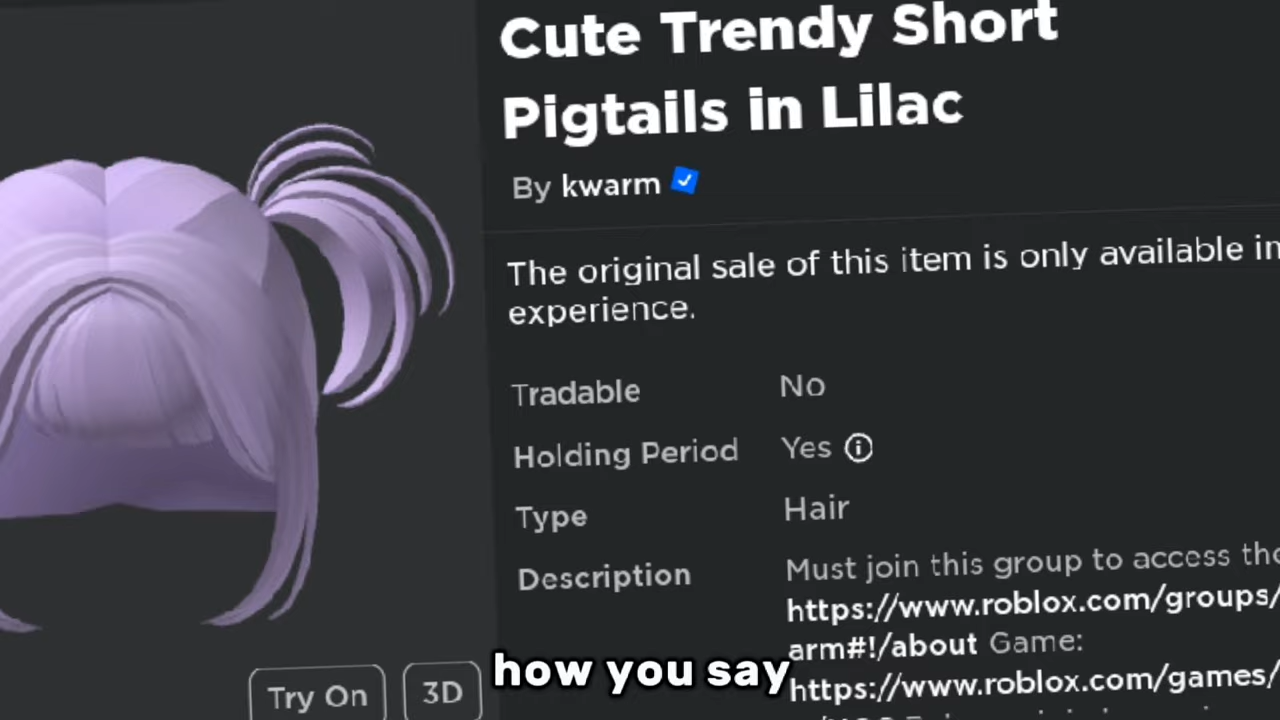 Cute Trendy Short
Pigtails in Lilac
By kwarm
The original sale of this item is only available in
experience.
Tradable No
Holding Period Yes
Type Hair
Description Must join this group to access the
https://www.roblox.com/groups/
arm#!/about Game:
https://www.roblox.com/games/
Try On 3D
how you say